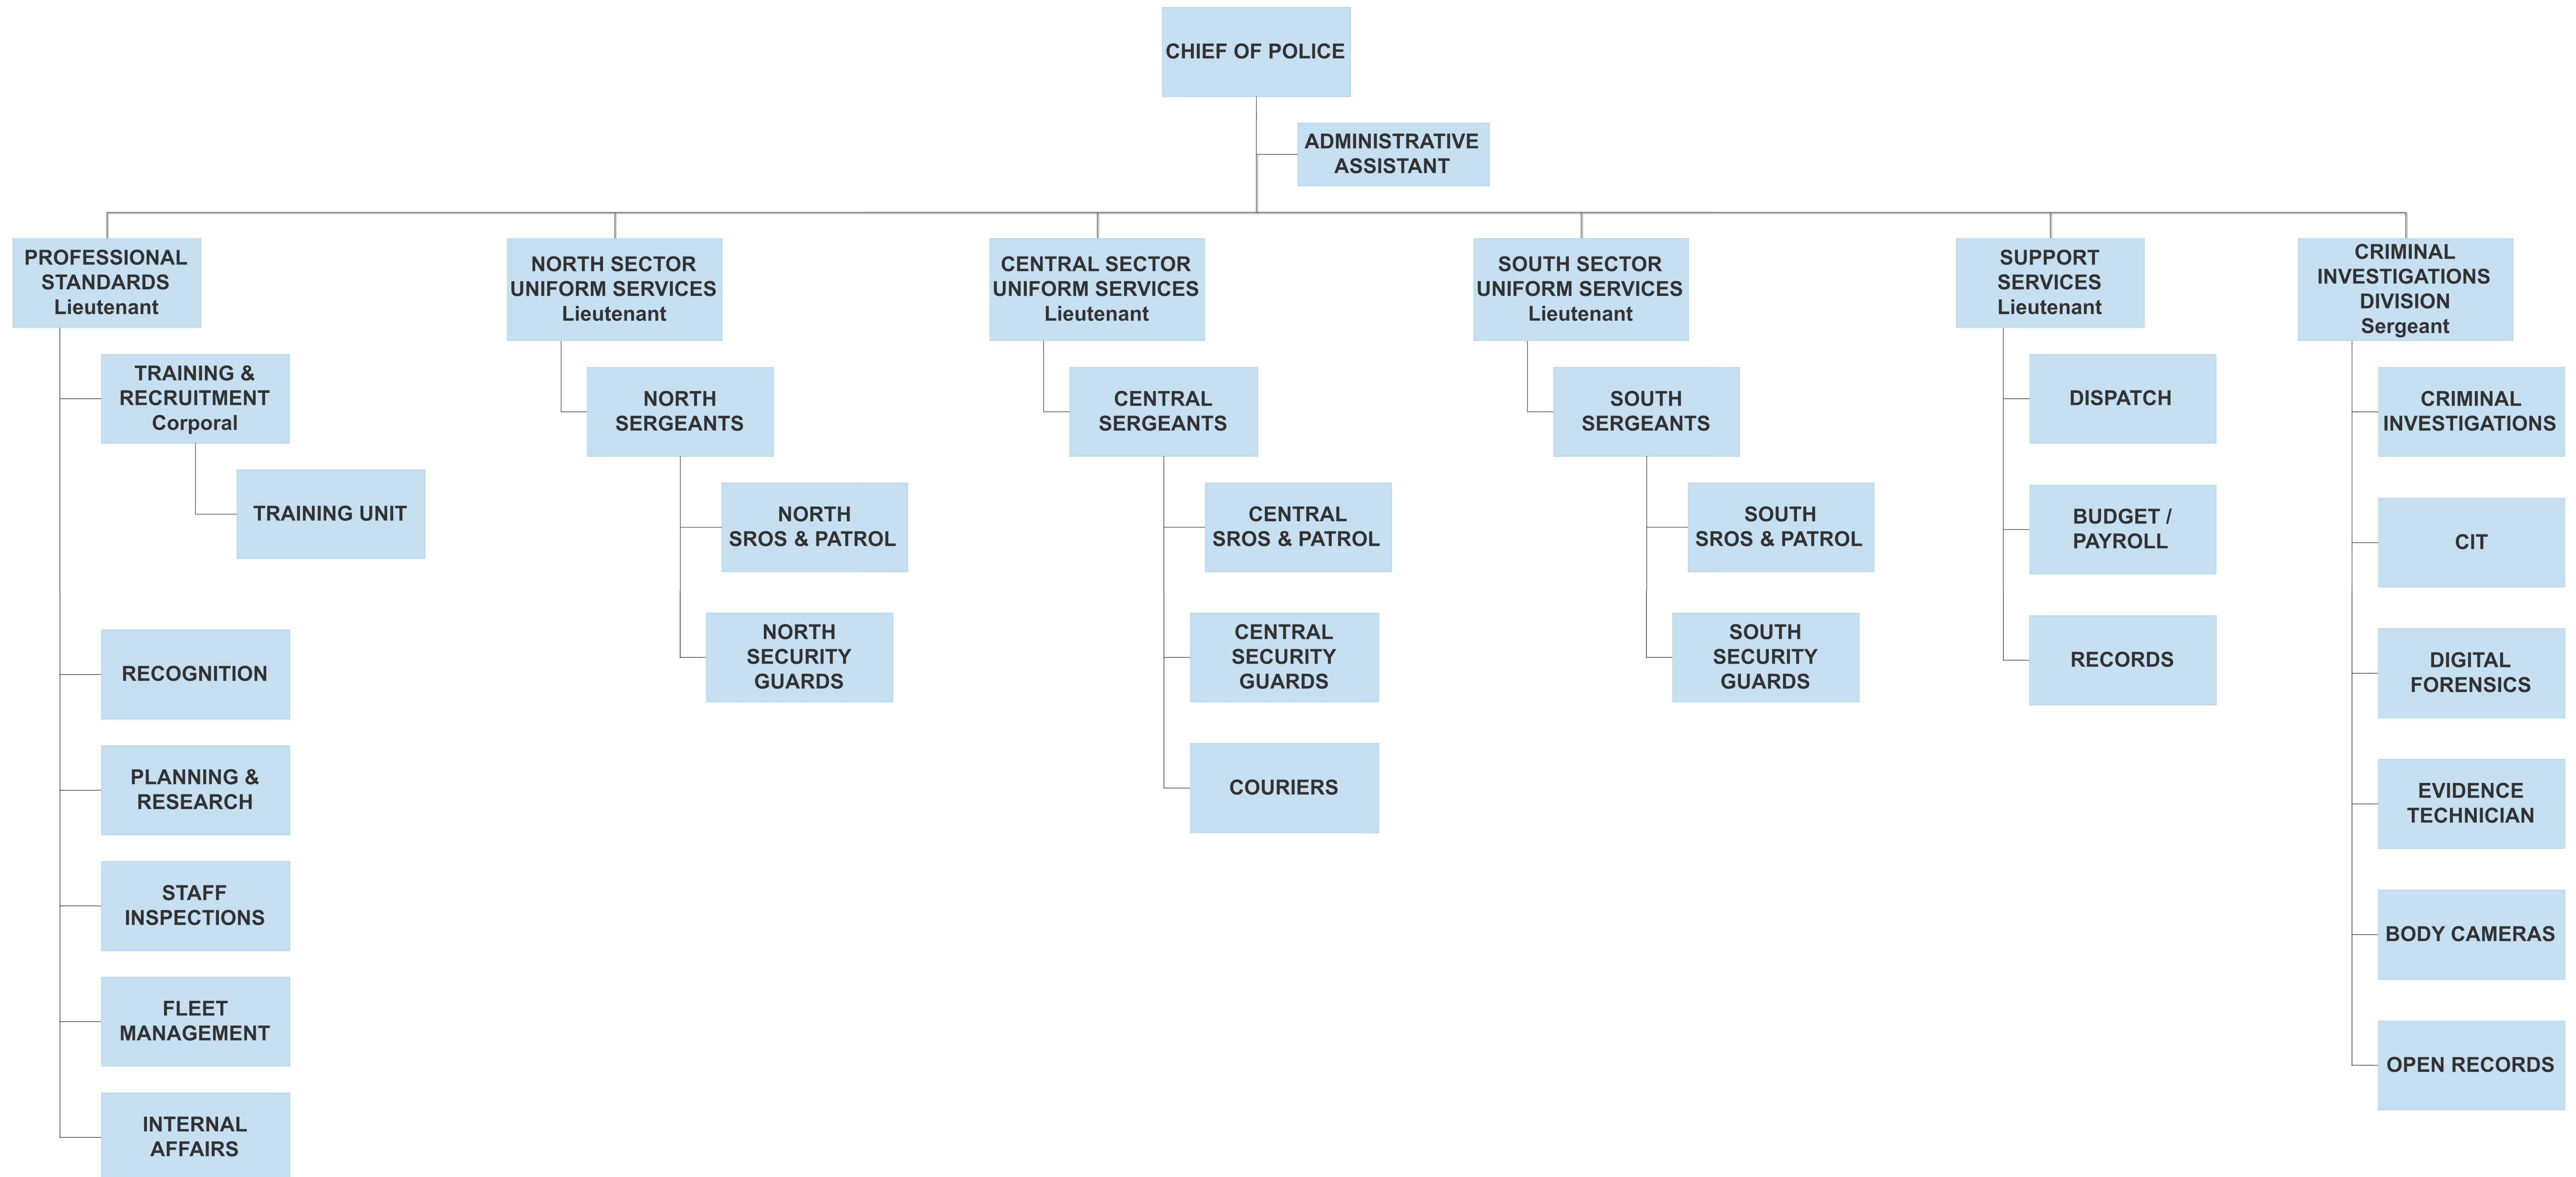 CHIEF OF POLICE
ADMINISTRATIVE
ASSISTANT
PROFESSIONAL
STANDARDS
Lieutenant
TRAINING &
RECRUITMENT
Corporal
TRAINING UNIT
RECOGNITION
PLANNING &
RESEARCH
STAFF
INSPECTIONS
FLEET
MANAGEMENT
INTERNAL
AFFAIRS
NORTH SECTOR
UNIFORM SERVICES
Lieutenant
NORTH
SERGEANTS
NORTH
SROS & PATROL
NORTH
SECURITY
GUARDS
CENTRAL SECTOR
UNIFORM SERVICES
Lieutenant
CENTRAL
SERGEANTS
CENTRAL
SROS & PATROL
CENTRAL
SECURITY
GUARDS
COURIERS
SOUTH SECTOR
UNIFORM SERVICES
Lieutenant
SOUTH
SERGEANTS
SOUTH
SROS & PATROL
SOUTH
SECURITY
GUARDS
SUPPORT
SERVICES
Lieutenant
DISPATCH
BUDGET /
PAYROLL
RECORDS
CRIMINAL
INVESTIGATIONS
DIVISION
Sergeant
CRIMINAL
INVESTIGATIONS
CIT
DIGITAL
FORENSICS
EVIDENCE
TECHNICIAN
BODY CAMERAS
OPEN RECORDS